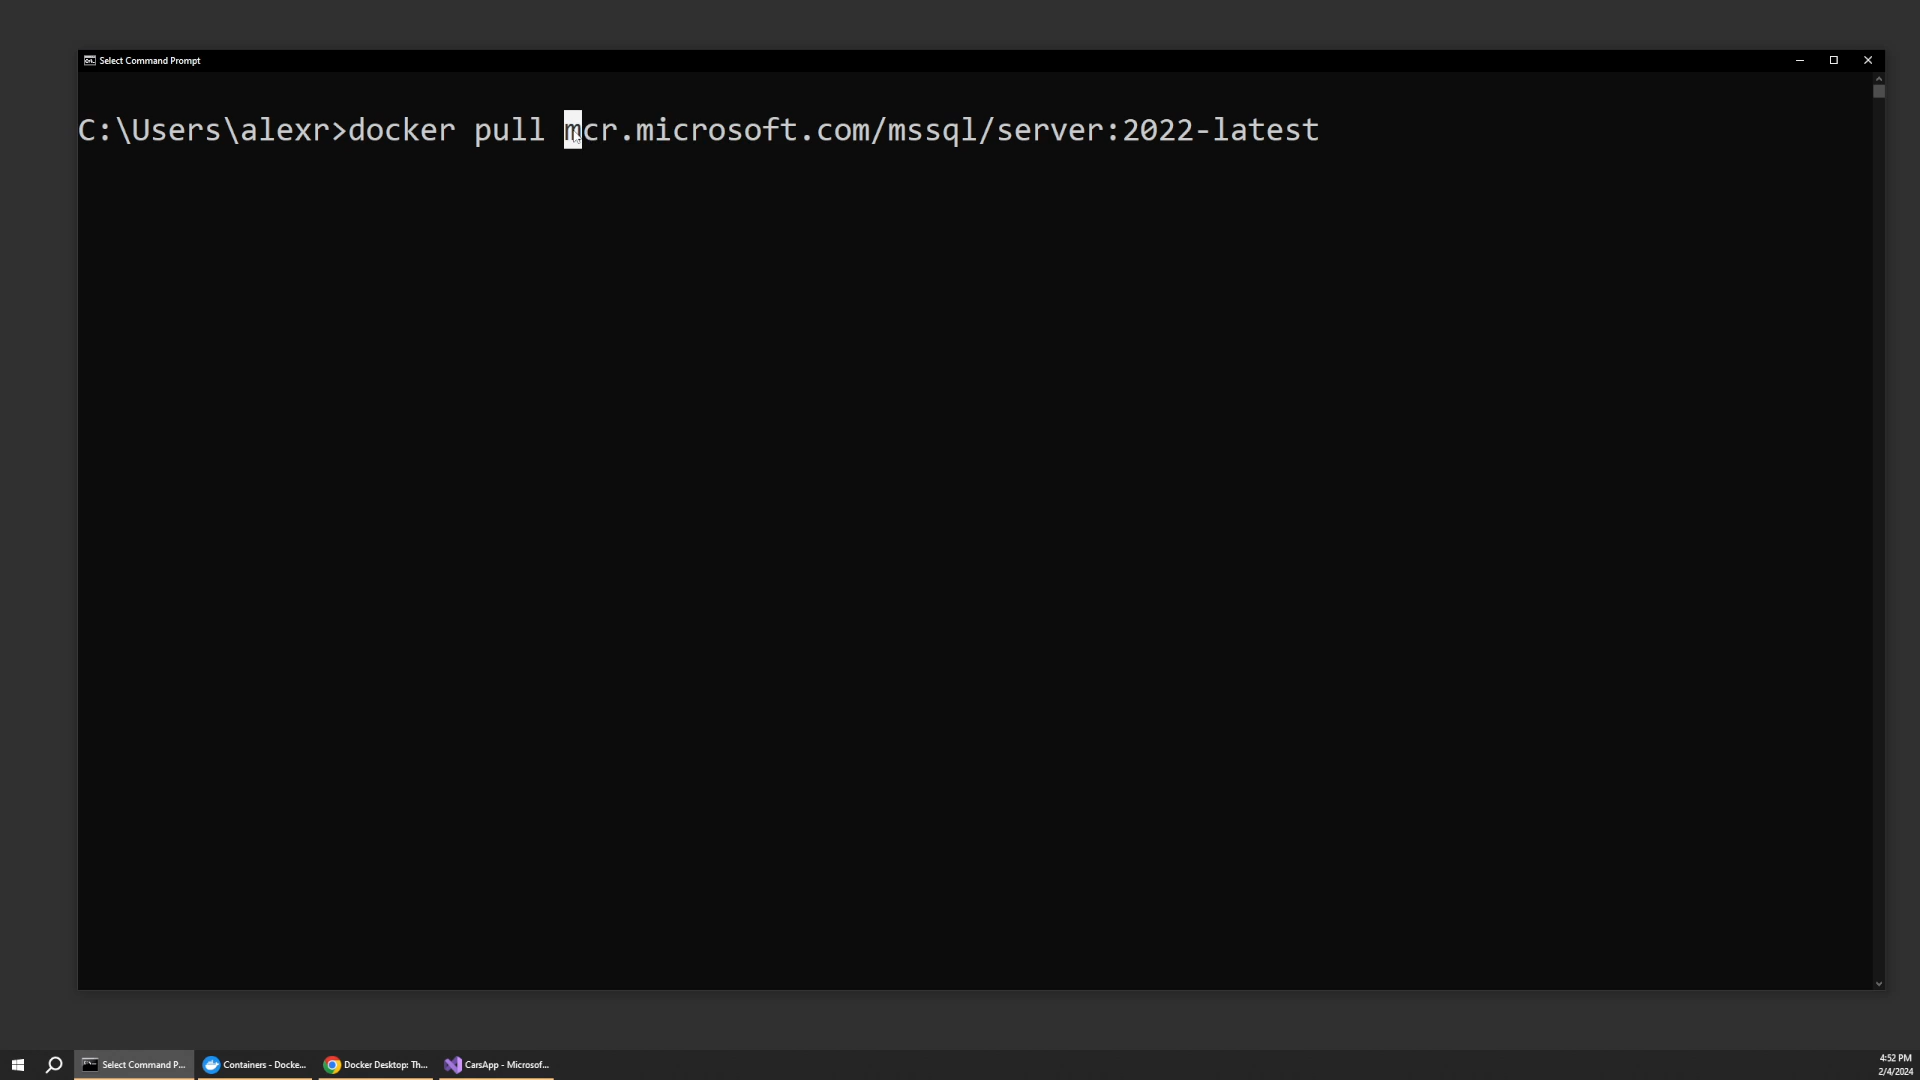 Select Command Prompt
C:\Users\alexr>docker pull mcr.microsoft.com/mssql/server:2022-latest
Select Command P...
Containers - Docke...
Docker Desktop: Th...
CarsApp - Microsof...
4:52 PM
2/4/2024